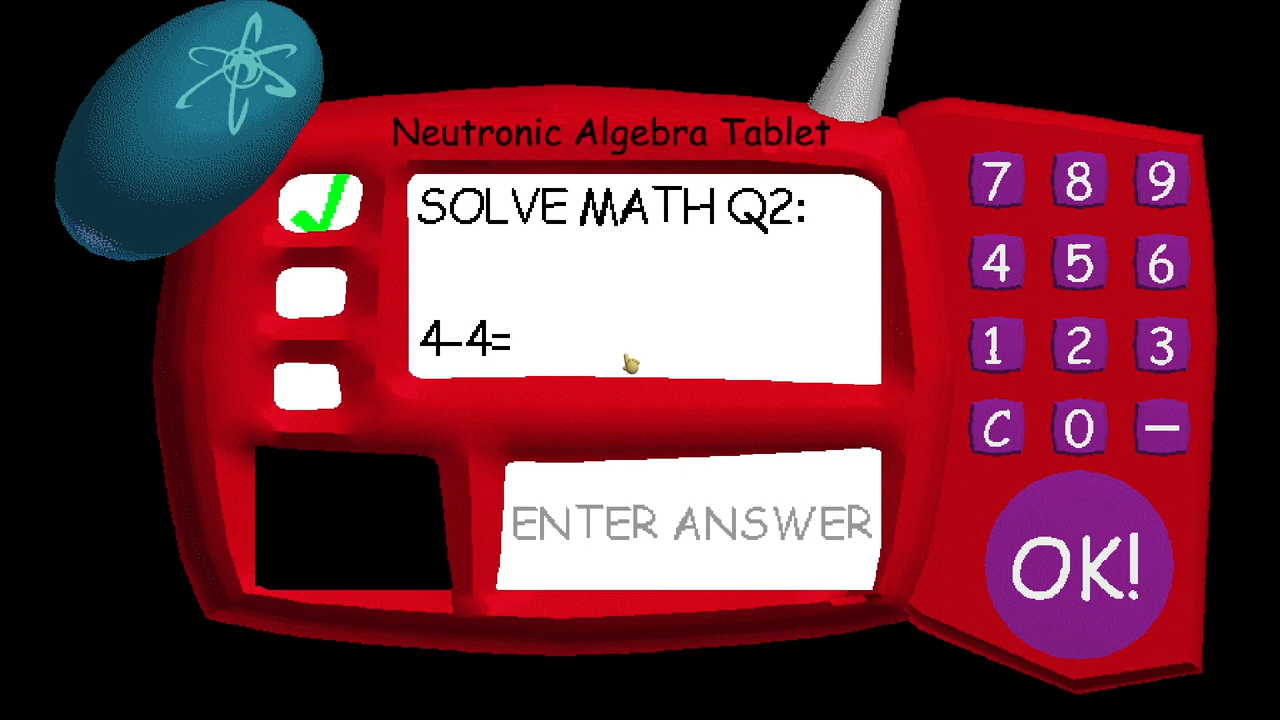 Neutronic Algebra Tablet
SOLVE MATH Q2:
4-4=
ENTER ANSWER
7 8 9
4 5 6
1 2 3
C 0 -
OK!